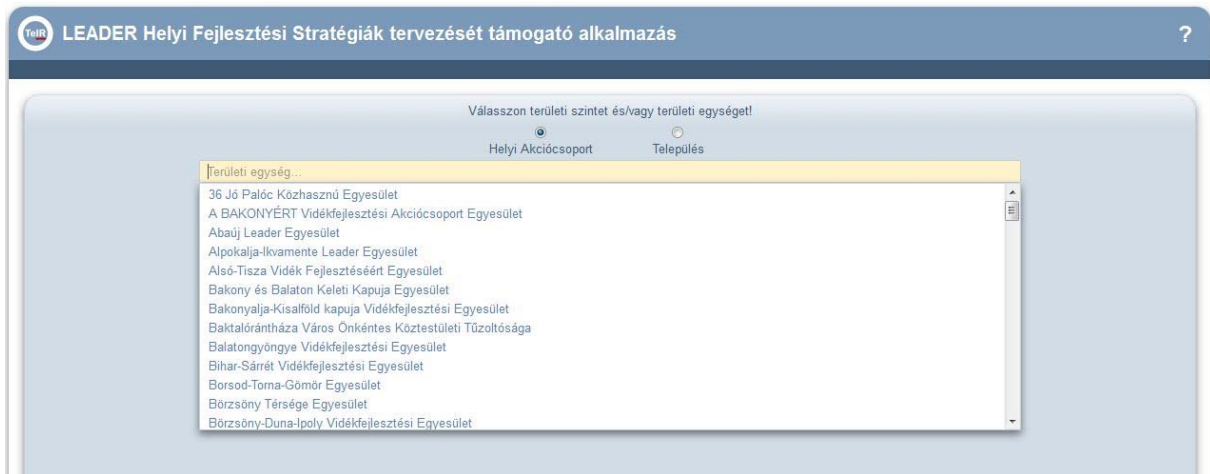 TeIR LEADER Helyi Fejlesztési Stratégiák tervezését támogató alkalmazás ?
Válasszon területi szintet és/vagy területi egységet!
Helyi Akciócsoport Település
Területi egység...
36 Jó Palóc Közhasznú Egyesület
A BAKONYÉRT Vidékfejlesztési Akciócsoport Egyesület
Abaúj Leader Egyesület
Alpokalja-Ikvamente Leader Egyesület
Alsó-Tisza Vidék Fejlesztéséért Egyesület
Bakony és Balaton Keleti Kapuja Egyesület
Bakonyalja-Kisalföld kapuja Vidékfejlesztési Egyesület
Baktalórántháza Város Önkéntes Köztestületi Tűzoltósága
Balatongyöngye Vidékfejlesztési Egyesület
Bihar-Sárrét Vidékfejlesztési Egyesület
Borsod-Torna-Gömör Egyesület
Börzsöny Térsége Egyesület
Börzsöny-Duna-Ipoly Vidékfejlesztési Egyesület